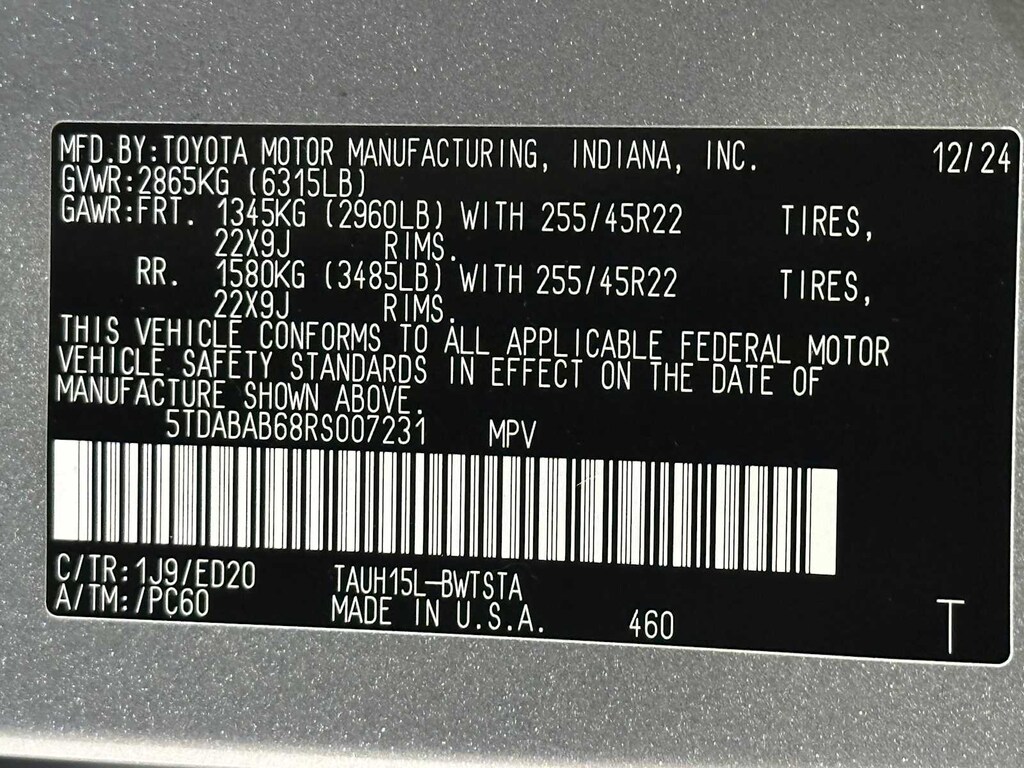 MFD.BY:TOYOTA MOTOR MANUFACTURING, INDIANA, INC. 12/24
GVWR:2865KG (6315LB)
GAWR:FRT. 1345KG (2960LB) WITH 255/45R22 TIRES,
22X9J RIMS.
RR. 1580KG (3485LB) WITH 255/45R22 TIRES,
22X9J RIMS.
THIS VEHICLE CONFORMS TO ALL APPLICABLE FEDERAL MOTOR
VEHICLE SAFETY STANDARDS IN EFFECT ON THE DATE OF
MANUFACTURE SHOWN ABOVE.
5TDABAB68RS007231 MPV
C/TR:1J9/ED20 TAUH15L-BWTSTA
A/TM:/PC60 MADE IN U.S.A. 460 T